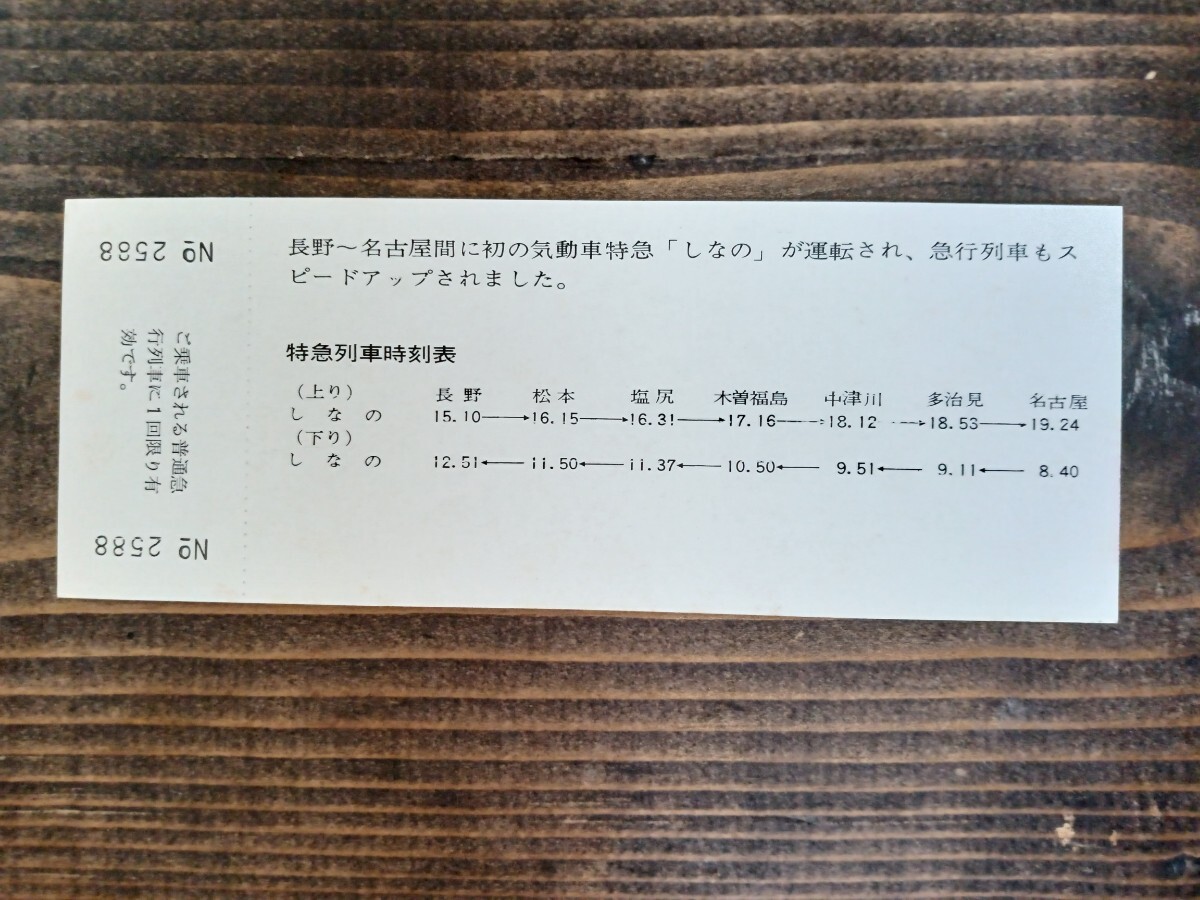 № 2588
ご乗車される普通急
行列車に1回限り有
効です。
№ 2588
長野～名古屋間に初の気動車特急「しなの」が運転され、急行列車もス
ピードアップされました。
特急列車時刻表
(上り) 長野 松本 塩尻 木曽福島 中津川 多治見 名古屋
しなの 15.10→16.15→16.31→17.16→18.12→18.53→19.24
(下り)
しなの 12.51←11.50←11.37←10.50←9.51←9.11←8.40